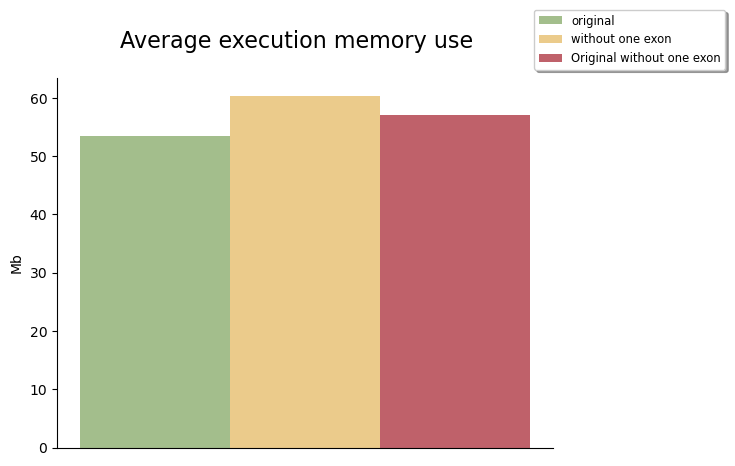 Average execution memory use
original
without one exon
Original without one exon
Mb
60
50
40
30
20
10
0